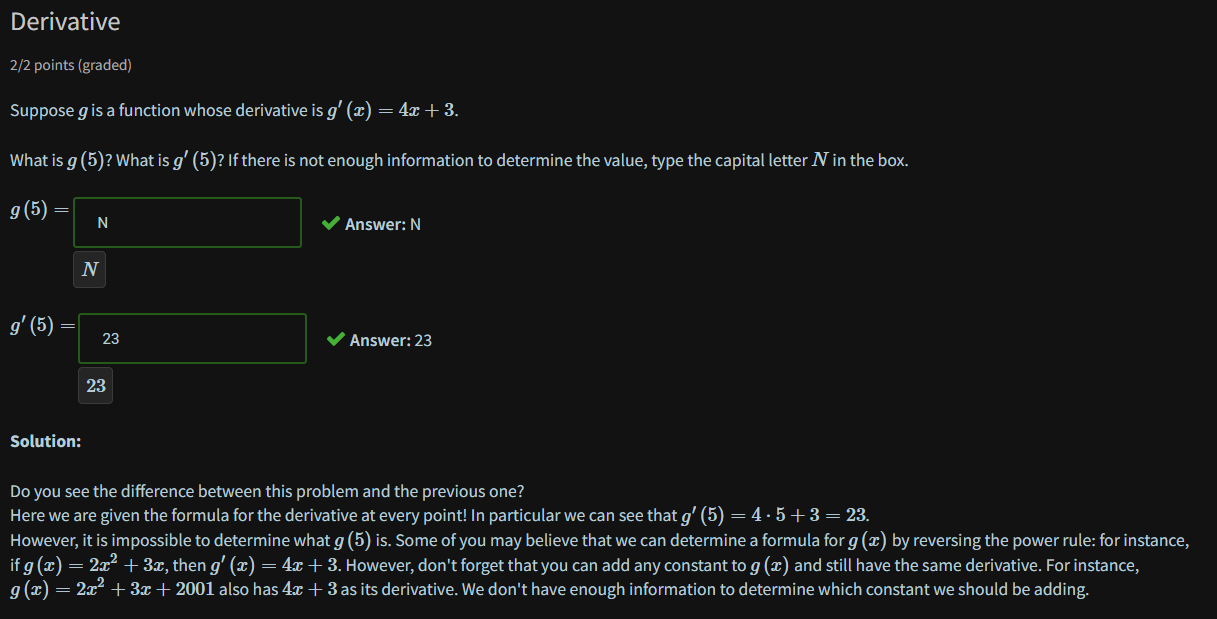 Derivative
2/2 points (graded)
Suppose g is a function whose derivative is g′ (x) = 4x + 3.
What is g (5)? What is g′ (5)? If there is not enough information to determine the value, type the capital letter N in the box.
g (5) = N ✔ Answer: N
N
g′ (5) = 23 ✔ Answer: 23
23
Solution:
Do you see the difference between this problem and the previous one?
Here we are given the formula for the derivative at every point! In particular we can see that g′ (5) = 4 · 5 + 3 = 23.
However, it is impossible to determine what g (5) is. Some of you may believe that we can determine a formula for g (x) by reversing the power rule: for instance,
if g (x) = 2x² + 3x, then g′ (x) = 4x + 3. However, don't forget that you can add any constant to g (x) and still have the same derivative. For instance,
g (x) = 2x² + 3x + 2001 also has 4x + 3 as its derivative. We don't have enough information to determine which constant we should be adding.